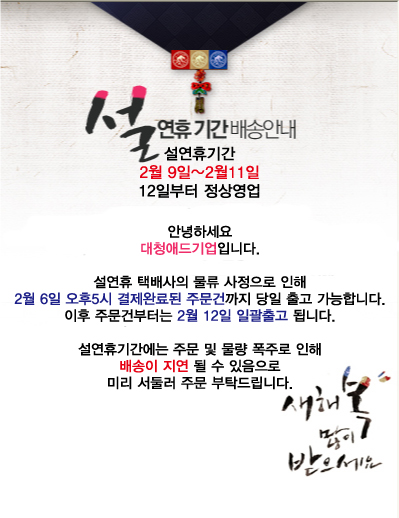 설연휴 기간 배송안내
설연휴기간
2월 9일~2월11일
12일부터 정상영업
안녕하세요
대청애드기업입니다.
설연휴 택배사의 물류 사정으로 인해
2월 6일 오후5시 결제완료된 주문건까지 당일 출고 가능합니다.
이후 주문건부터는 2월 12일 일괄출고 됩니다.
설연휴기간에는 주문 및 물량 폭주로 인해
배송이 지연 될 수 있음으로
미리 서둘러 주문 부탁드립니다.
새해 복
많이
받으세요